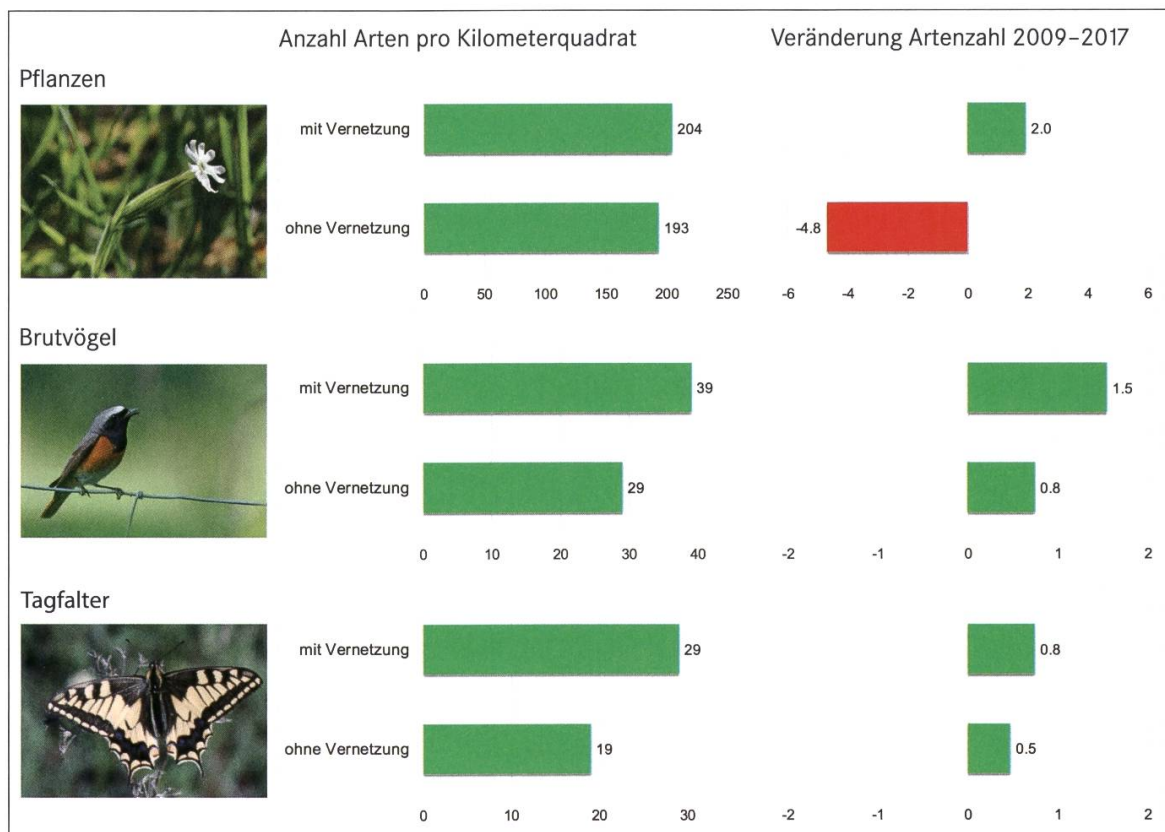 Anzahl Arten pro Kilometerquadrat
Veränderung Artenzahl 2009–2017
Pflanzen
mit Vernetzung
204
2.0
ohne Vernetzung
193
-4.8
0 50 100 150 200 250
-6 -4 -2 0 2 4 6
Brutvögel
mit Vernetzung
39
1.5
ohne Vernetzung
29
0.8
0 10 20 30 40
-2 -1 0 1 2
Tagfalter
mit Vernetzung
29
0.8
ohne Vernetzung
19
0.5
0 10 20 30
-2 -1 0 1 2